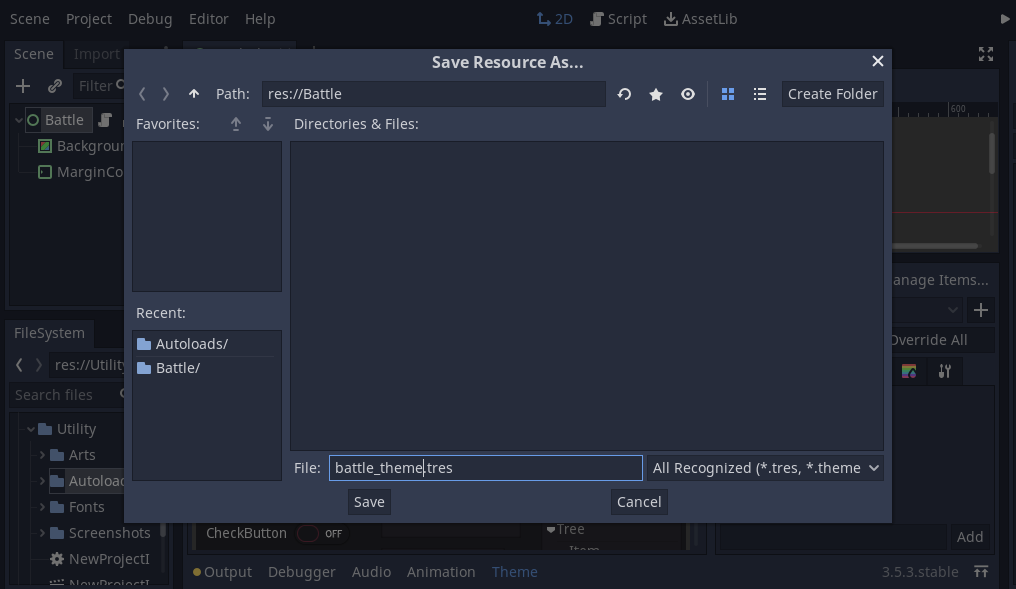 Scene Project Debug Editor Help 2D Script AssetLib
Scene Import
Save Resource As...
Filter Path: res://Battle Create Folder
Favorites: Directories & Files:
600
Battle
Backgrour
MarginCo
anage Items...
Recent:
FileSystem
Autoloads/ Override All
res://Utility Battle/
Search files
Utility
Arts
File: battle_theme.tres All Recognized (*.tres, *.theme
Autoload
Save Cancel
Fonts
Screenshots CheckButton OFF Tree
Add
Item
NewProjectI
Output Debugger Audio Animation Theme 3.5.3.stable
NewProjectI